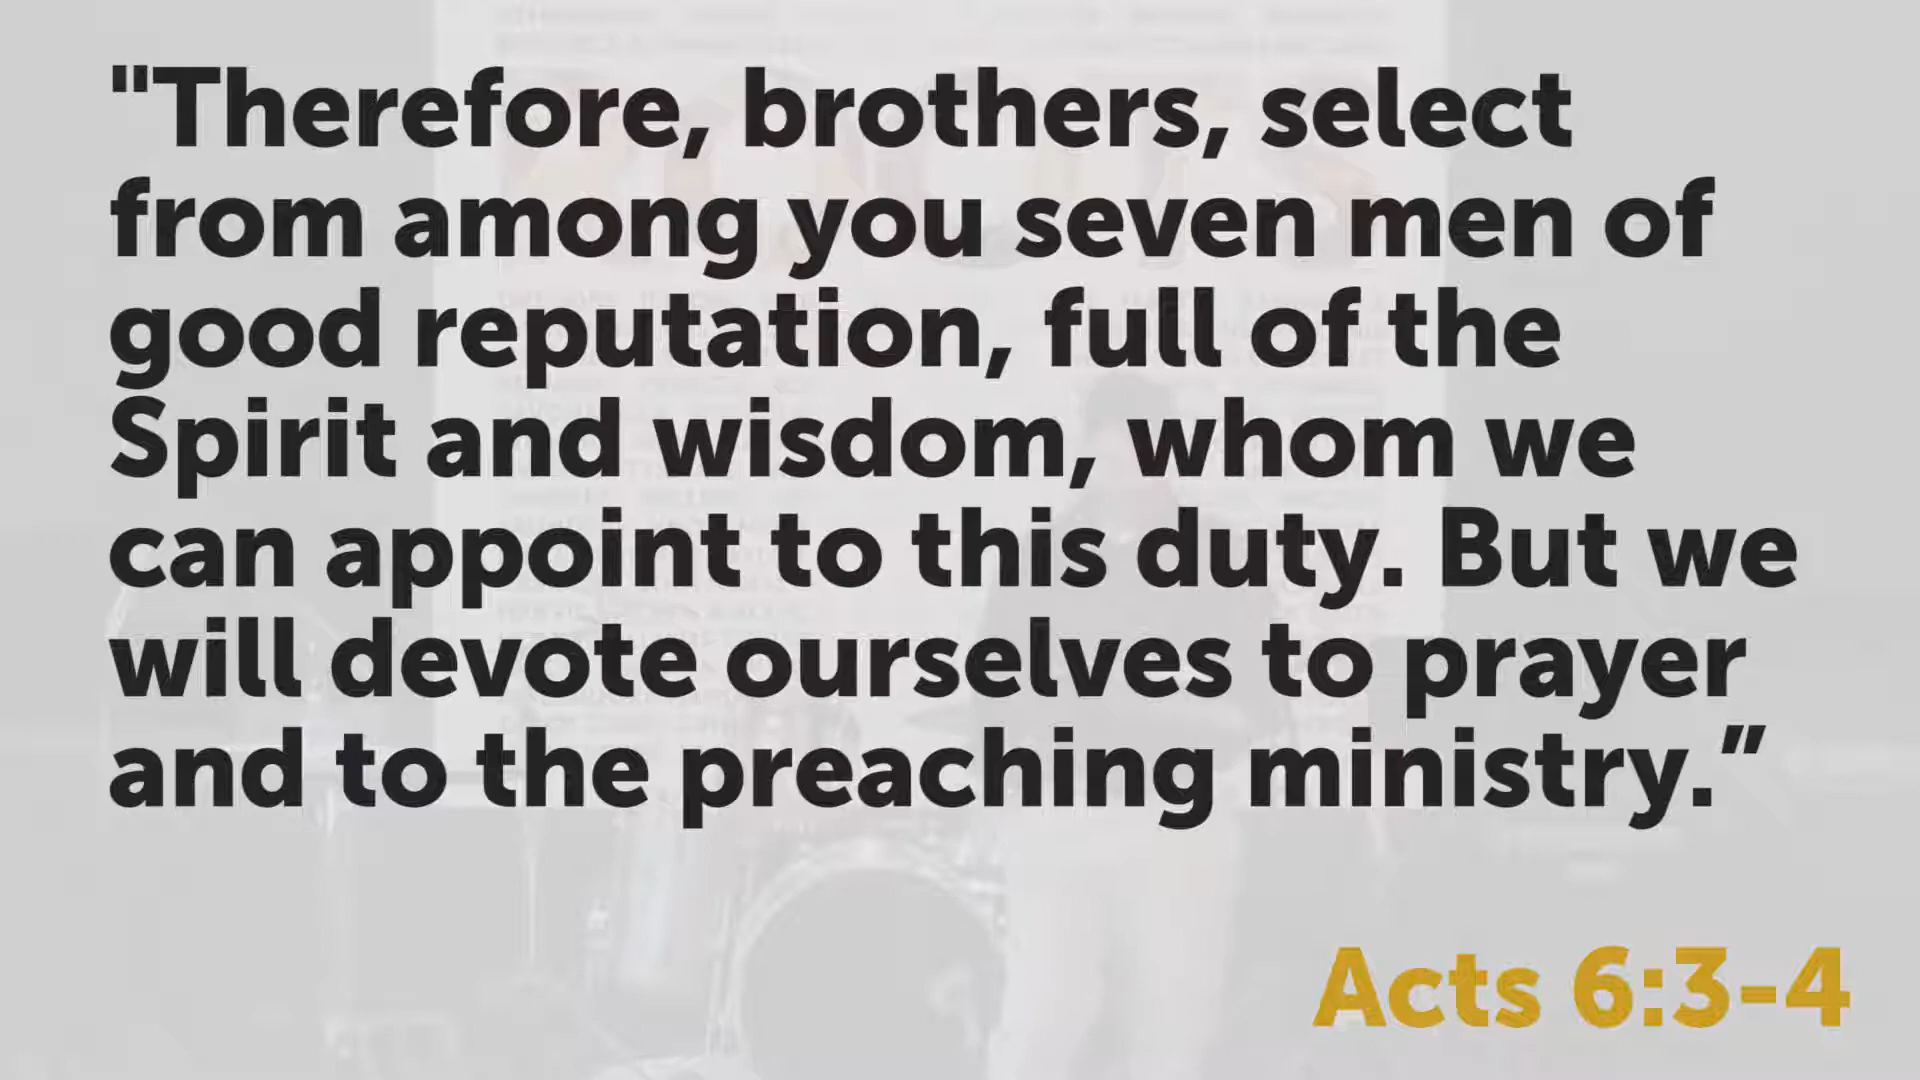 "Therefore, brothers, select
from among you seven men of
good reputation, full of the
Spirit and wisdom, whom we
can appoint to this duty. But we
will devote ourselves to prayer
and to the preaching ministry.”
Acts 6:3-4